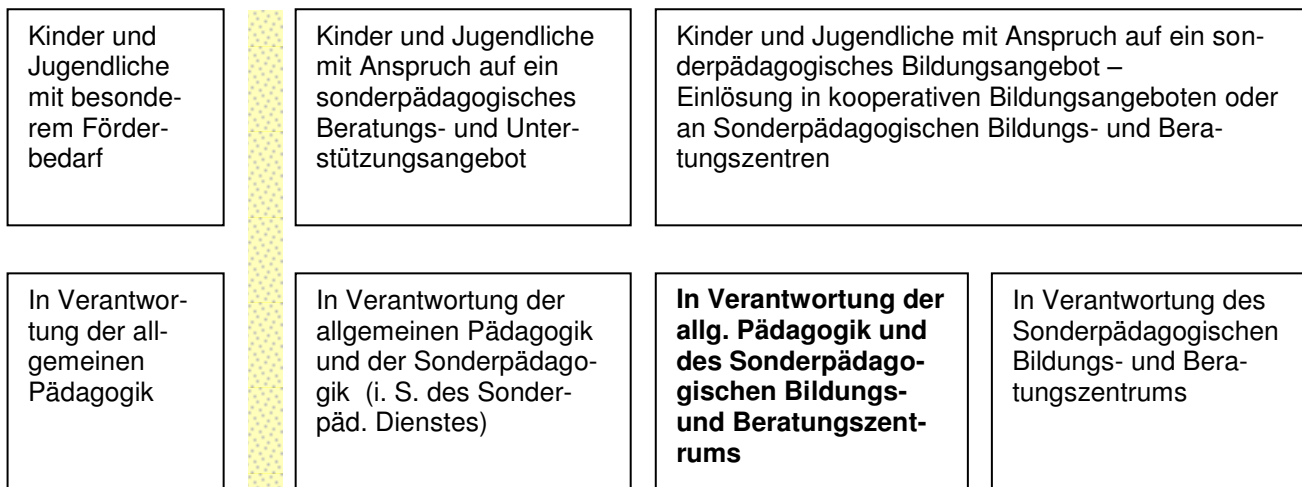 Kinder und
Jugendliche
mit besonde-
rem Förder-
bedarf
Kinder und Jugendliche
mit Anspruch auf ein
sonderpädagogisches
Beratungs- und Unter-
stützungsangebot
Kinder und Jugendliche mit Anspruch auf ein son-
derpädagogisches Bildungsangebot –
Einlösung in kooperativen Bildungsangeboten oder
an Sonderpädagogischen Bildungs- und Bera-
tungszentren
In Verantwor-
tung der all-
gemeinen
Pädagogik
In Verantwortung der
allgemeinen Pädagogik
und der Sonderpädago-
gik (i. S. des Sonder-
päd. Dienstes)
In Verantwortung der
allg. Pädagogik und
des Sonderpädago-
gischen Bildungs-
und Beratungszent-
rums
In Verantwortung des
Sonderpädagogischen
Bildungs- und Bera-
tungszentrums